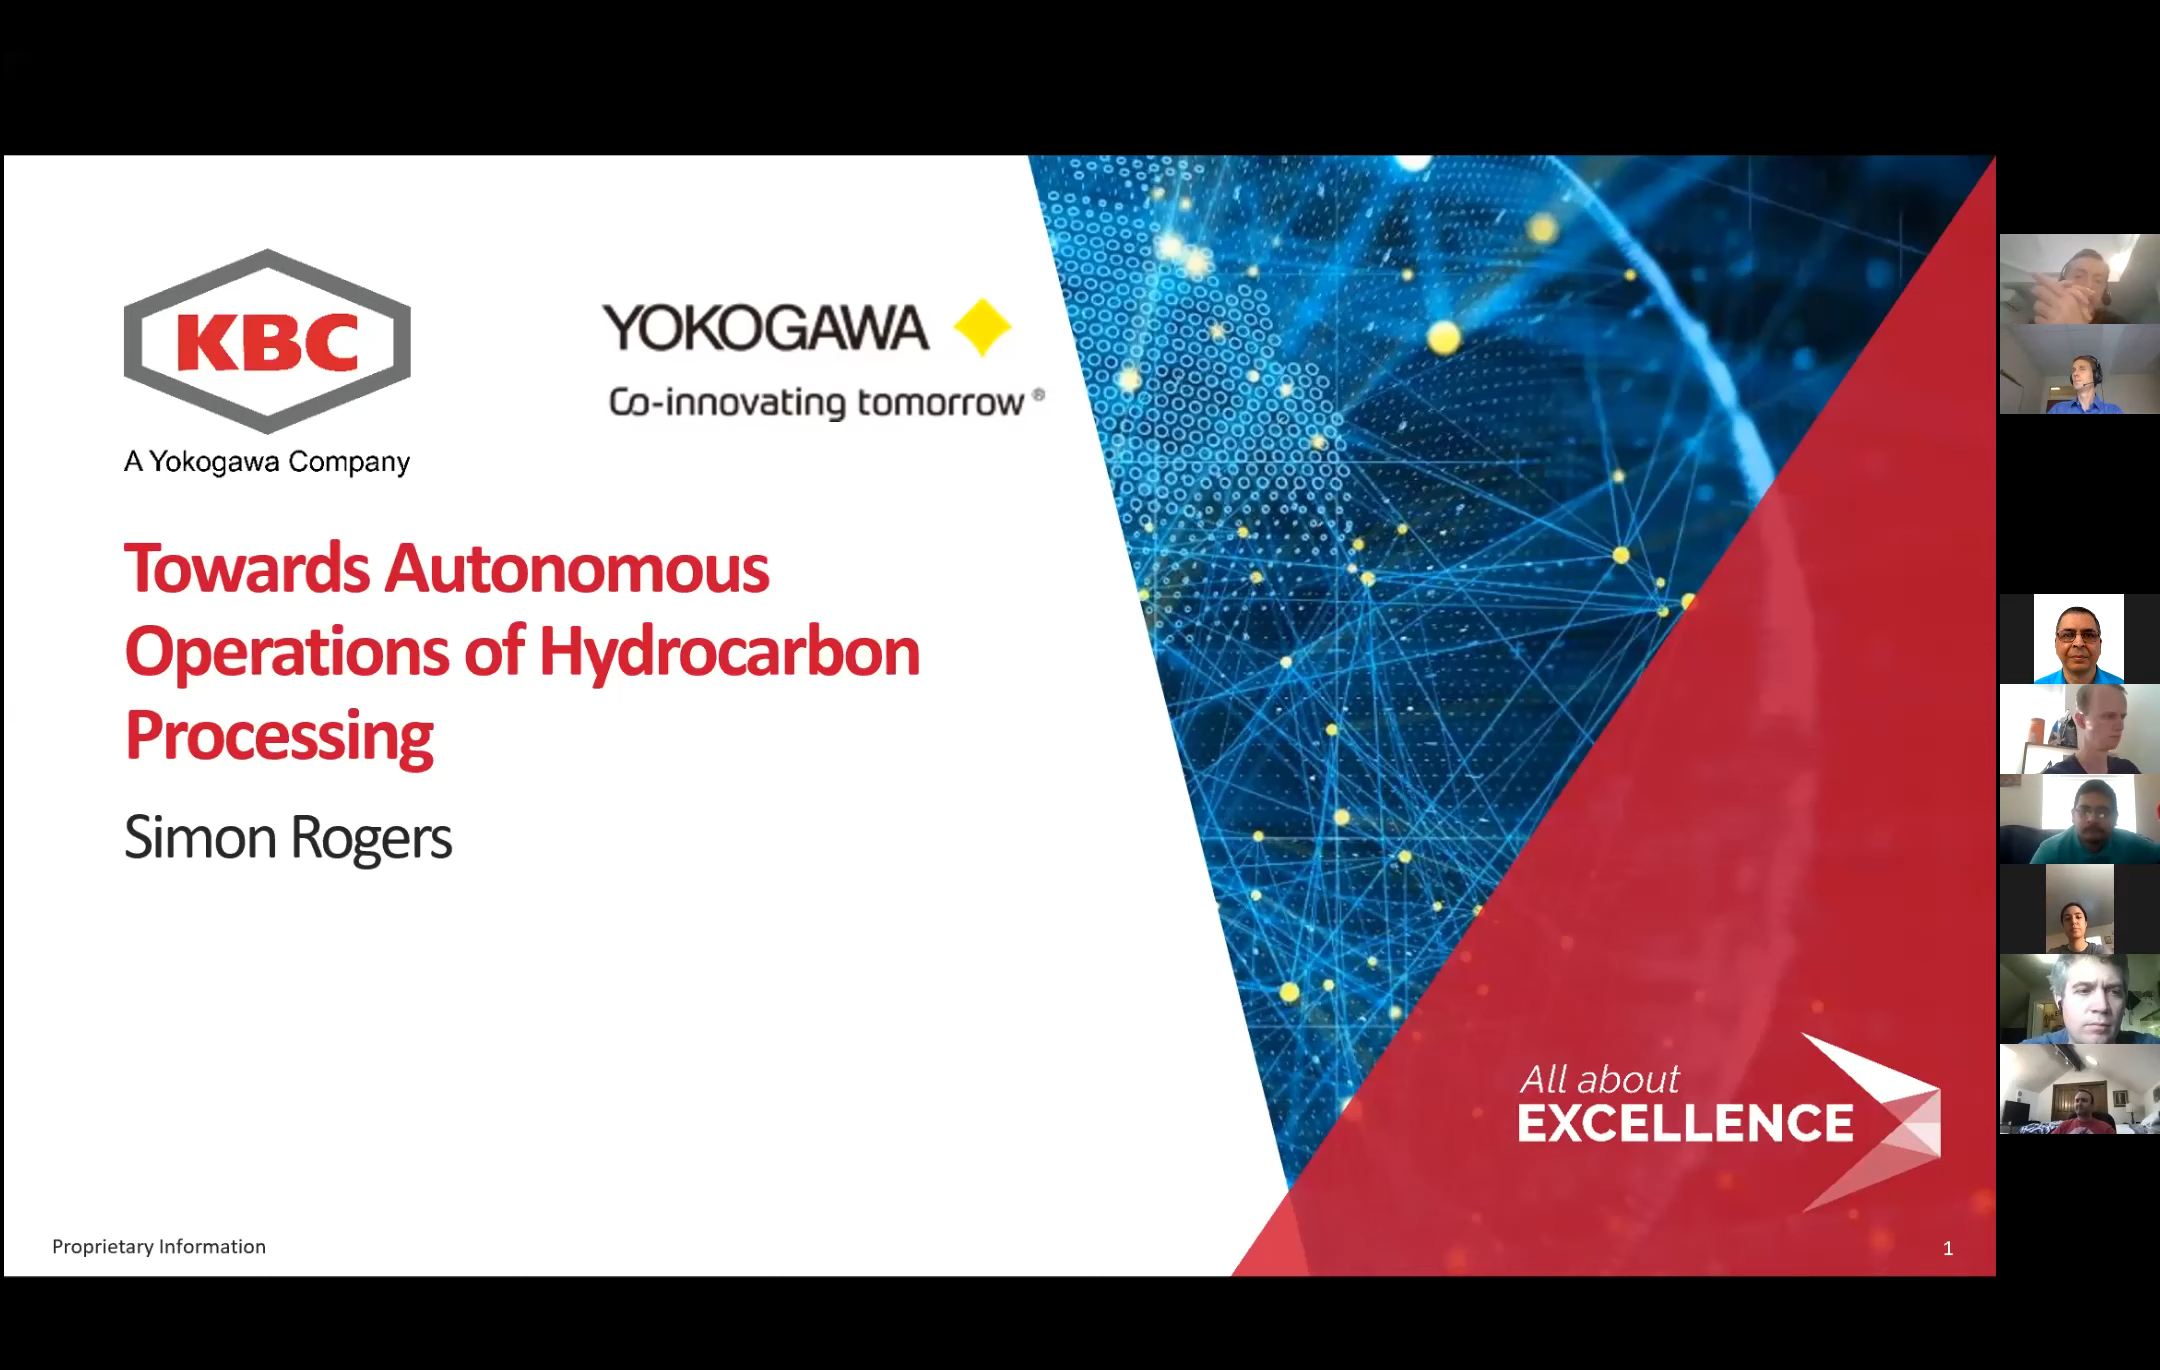 KBC
A Yokogawa Company
YOKOGAWA
Co-innovating tomorrow®
Towards Autonomous
Operations of Hydrocarbon
Processing
Simon Rogers
All about
EXCELLENCE
Proprietary Information
1